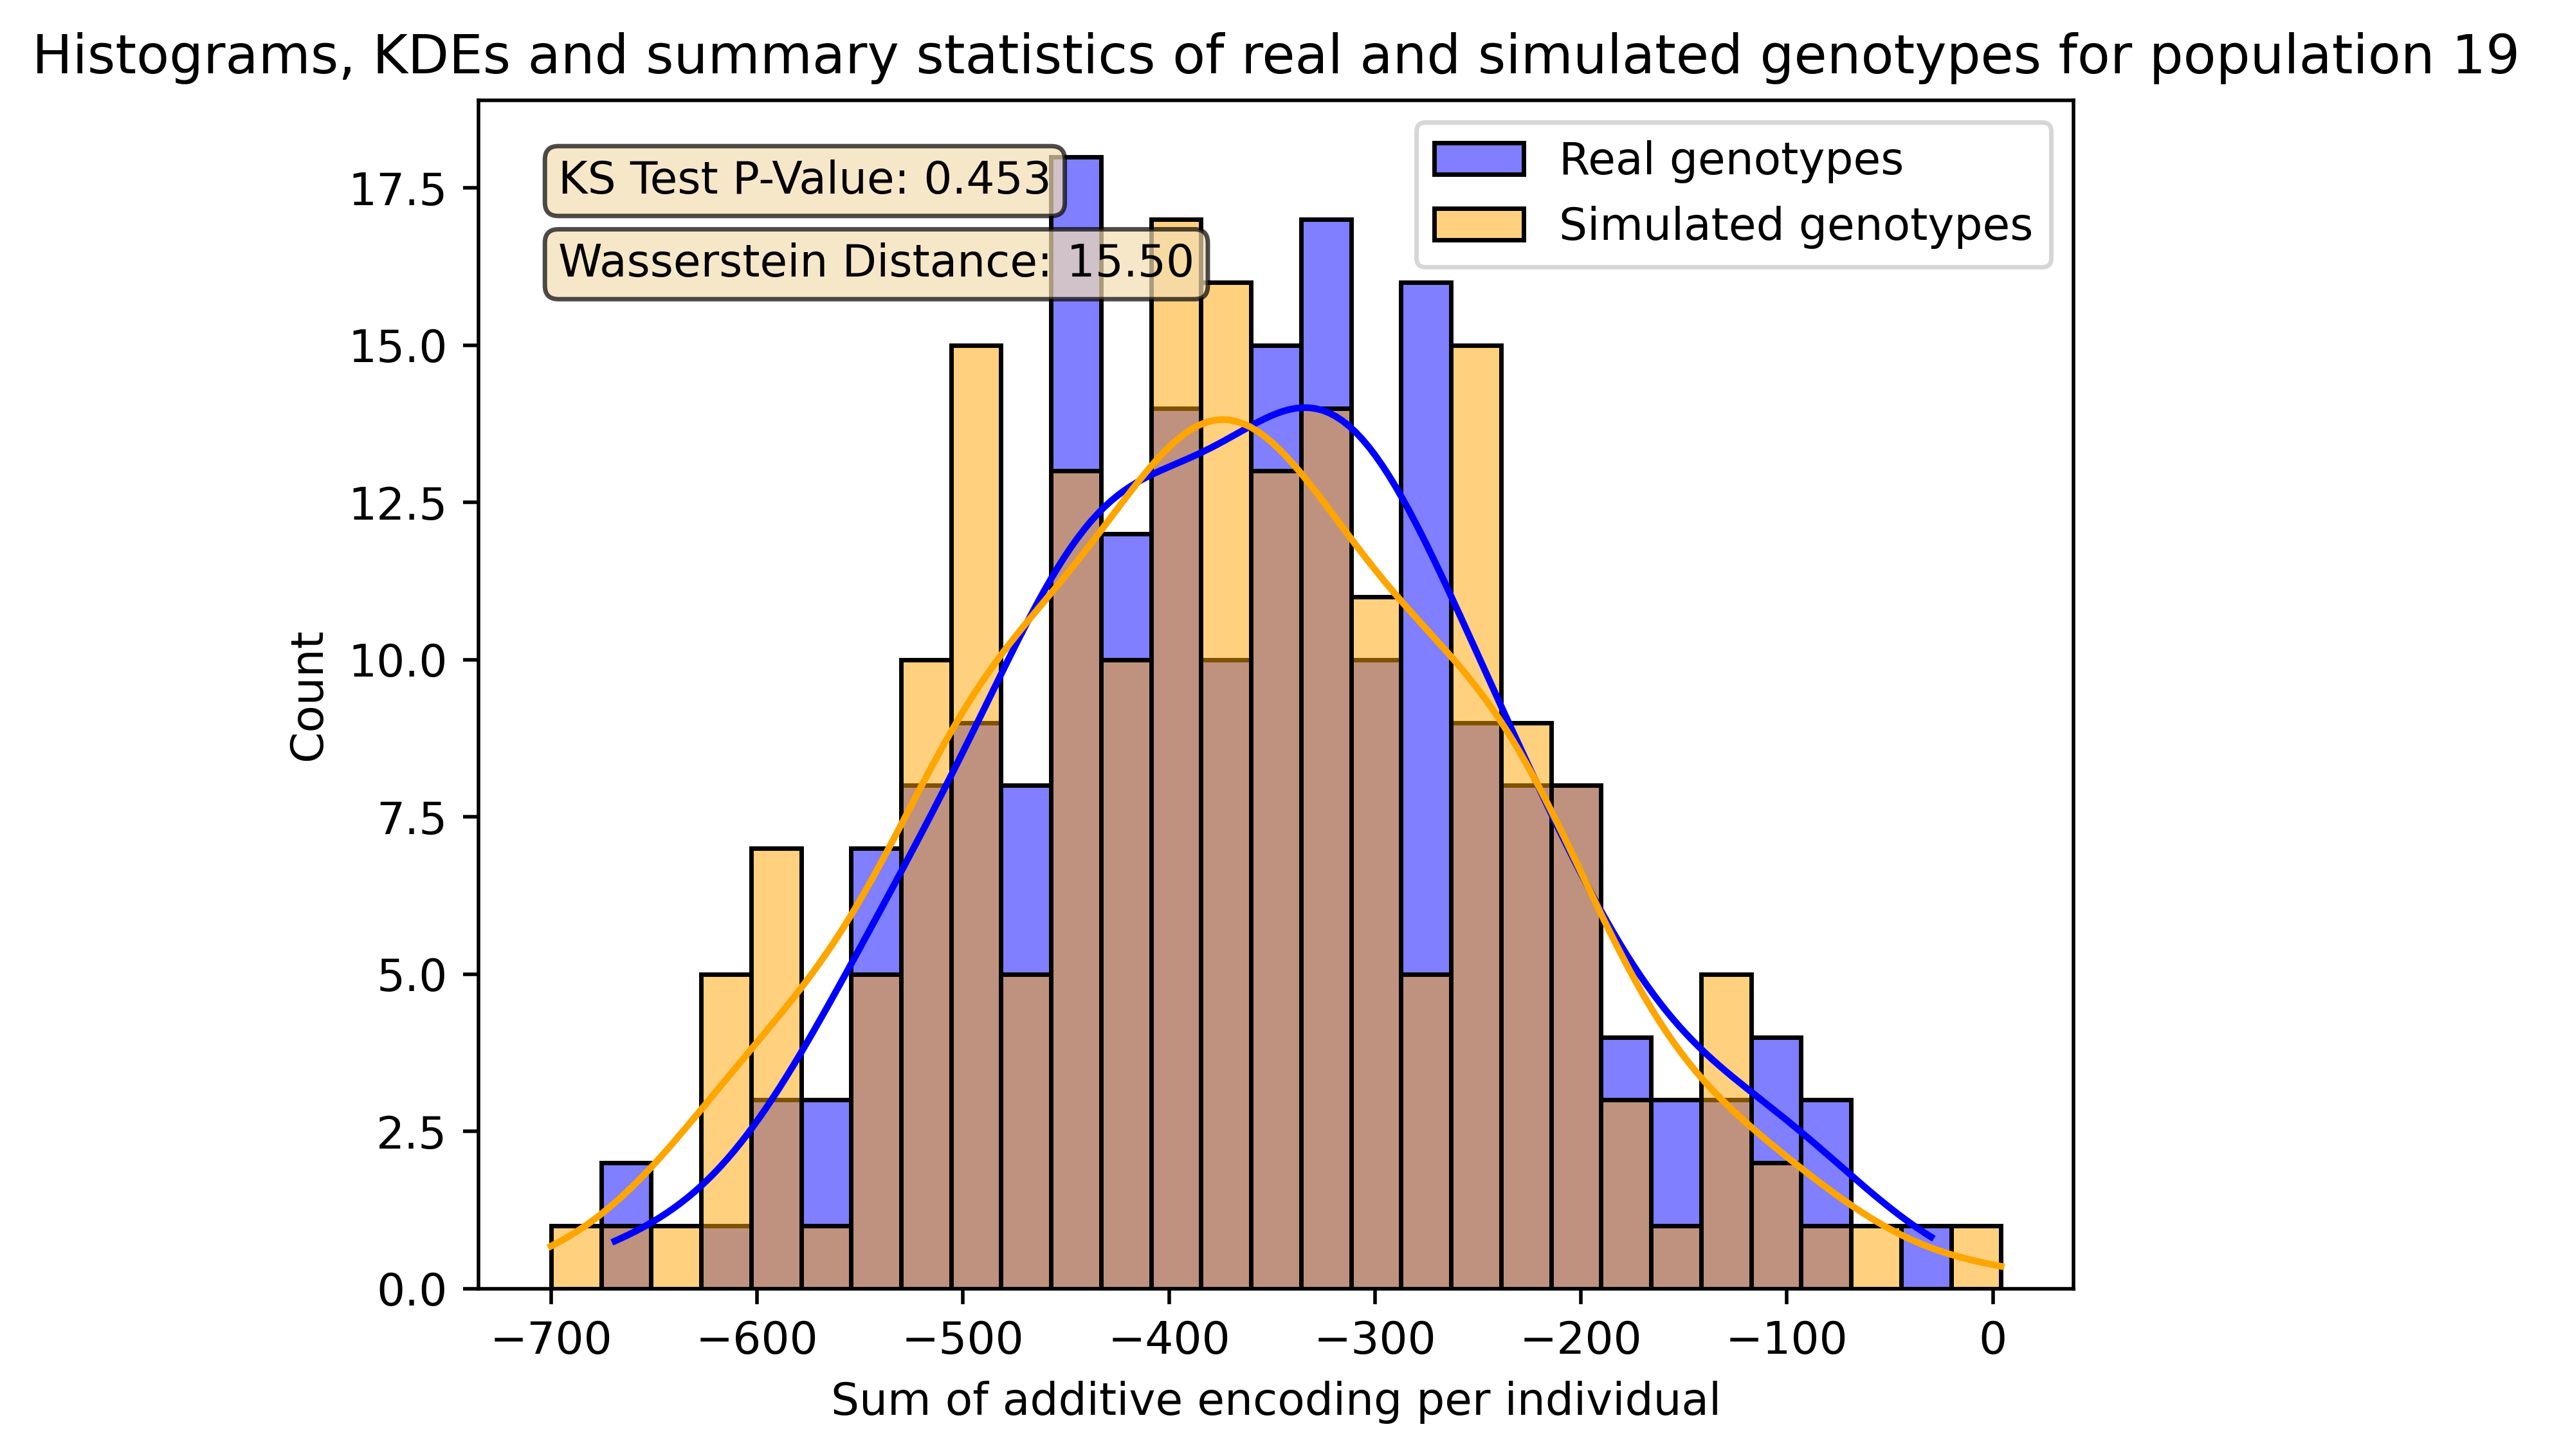 Histograms, KDEs and summary statistics of real and simulated genotypes for population 19
KS Test P-Value: 0.453
Wasserstein Distance: 15.50
Real genotypes
Simulated genotypes
17.5
15.0
12.5
10.0
7.5
5.0
2.5
0.0
Count
−700 −600 −500 −400 −300 −200 −100 0
Sum of additive encoding per individual